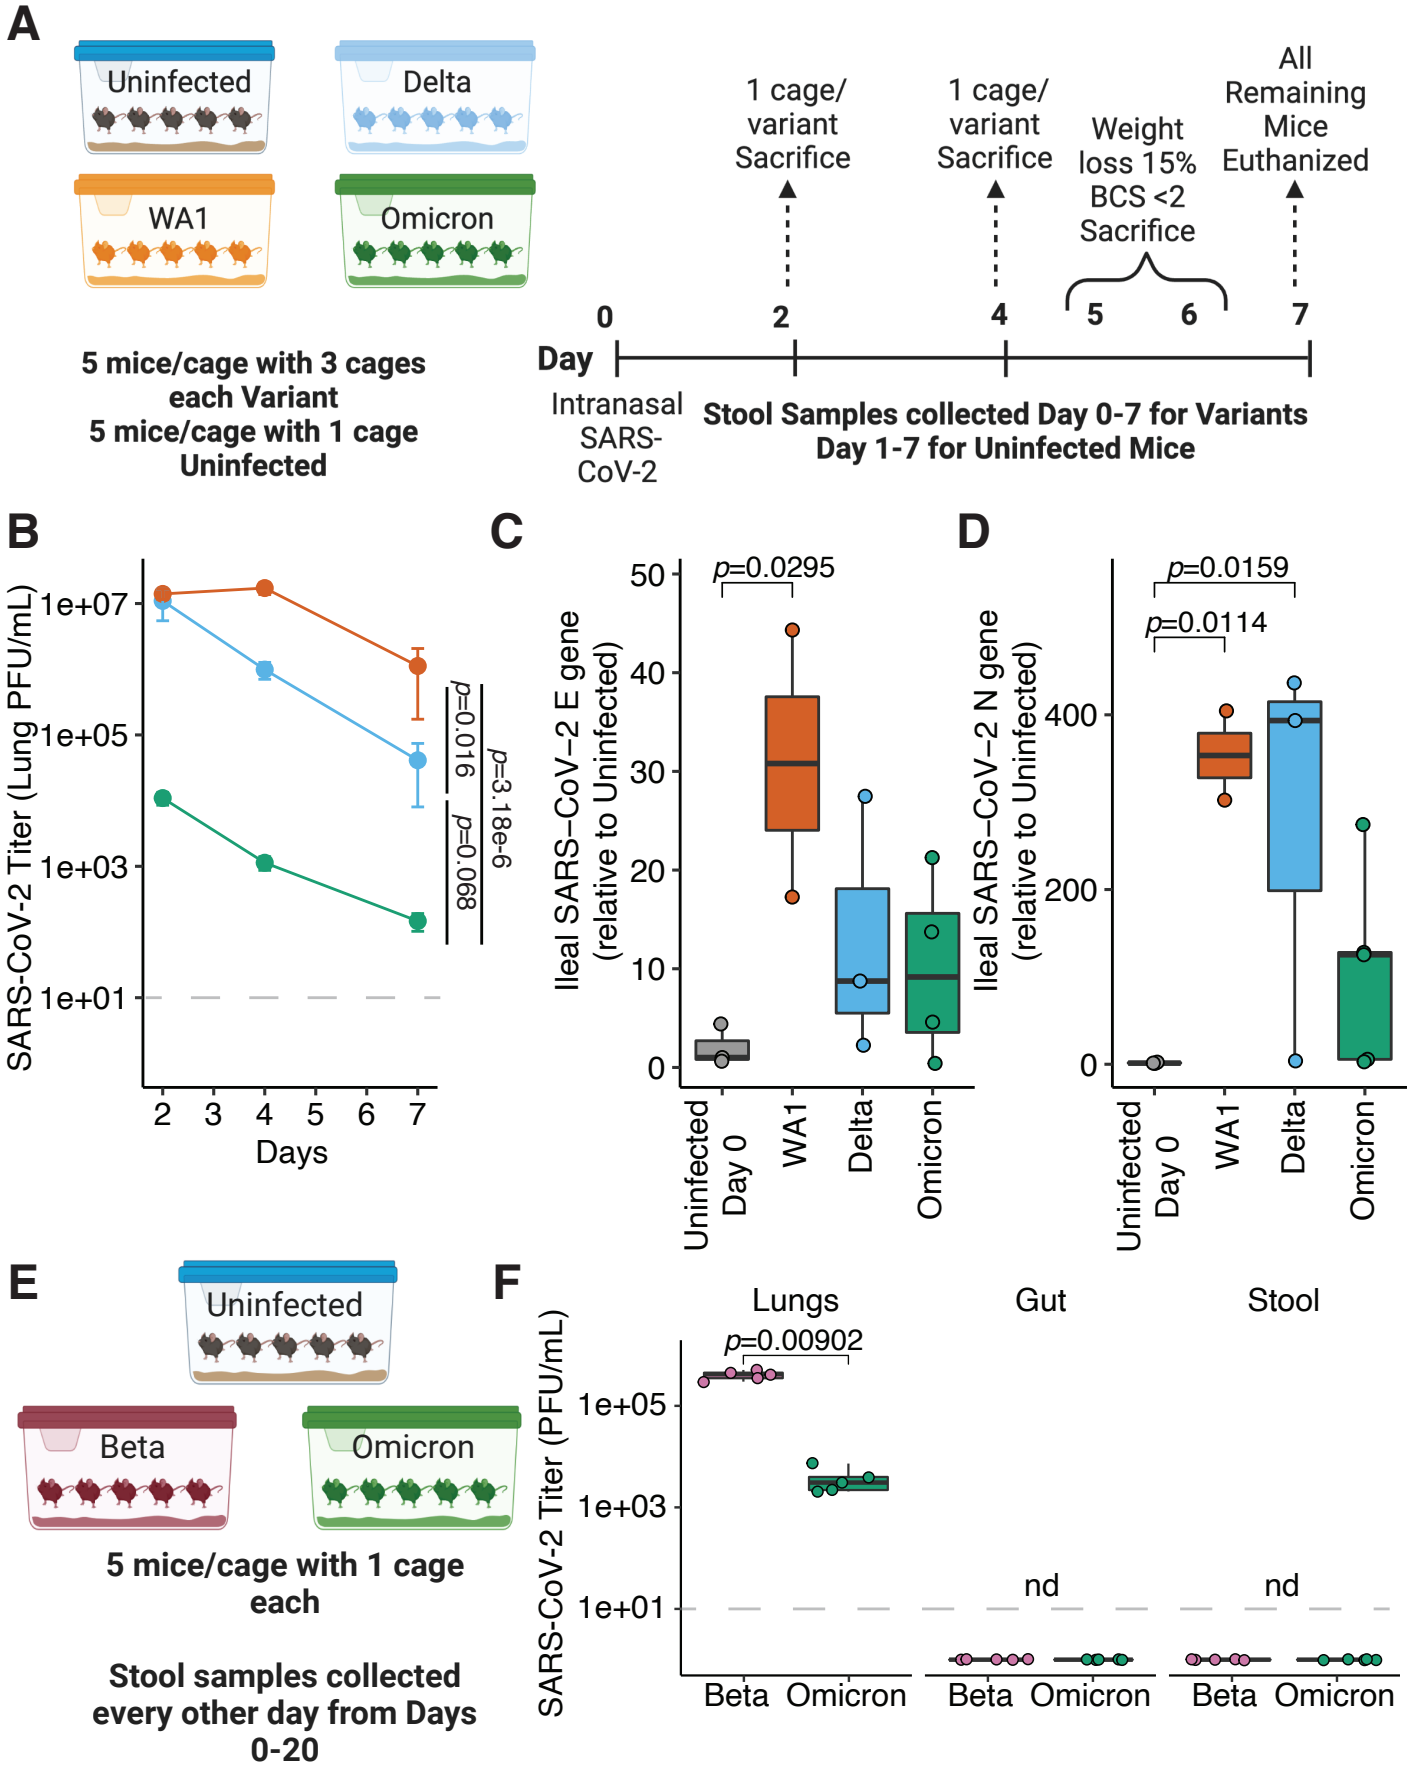 A
Uninfected
Delta
WA1
Omicron
5 mice/cage with 3 cages
each Variant
5 mice/cage with 1 cage
Uninfected
1 cage/
variant
Sacrifice
1 cage/
variant
Sacrifice
Weight
loss 15%
BCS <2
Sacrifice
All
Remaining
Mice
Euthanized
0
2
4
5
6
7
Day
Intranasal
SARS-
CoV-2
Stool Samples collected Day 0-7 for Variants
Day 1-7 for Uninfected Mice
B
SARS-CoV-2 Titer (Lung PFU/mL)
1e+07
1e+05
1e+03
1e+01
2
3
4
5
6
7
Days
p=0.016
p=0.068
p=3.18e-6
C
Ileal SARS–CoV–2 E gene
(relative to Uninfected)
50
40
30
20
10
0
p=0.0295
Uninfected
Day 0
WA1
Delta
Omicron
D
Ileal SARS–CoV–2 N gene
(relative to Uninfected)
400
200
0
p=0.0159
p=0.0114
Uninfected
Day 0
WA1
Delta
Omicron
E
Uninfected
Beta
Omicron
5 mice/cage with 1 cage
each
Stool samples collected
every other day from Days
0-20
F
SARS-CoV-2 Titer (PFU/mL)
1e+05
1e+03
1e+01
Lungs
Gut
Stool
p=0.00902
nd
nd
Beta
Omicron
Beta
Omicron
Beta
Omicron